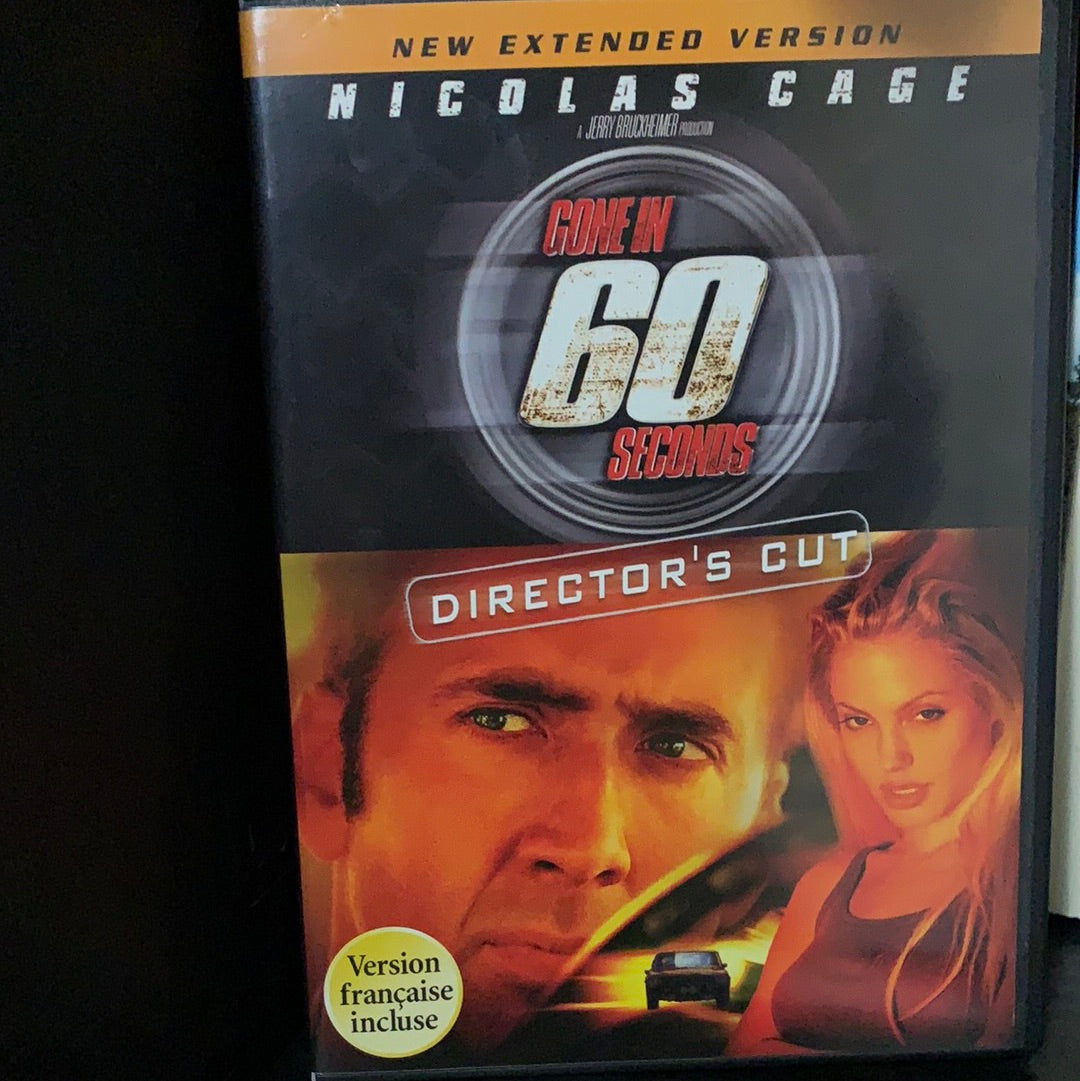 NEW EXTENDED VERSION
NICOLAS CAGE
A JERRY BRUCKHEIMER PRODUCTION
GONE IN
60
SECONDS
DIRECTOR'S CUT
Version
française
incluse